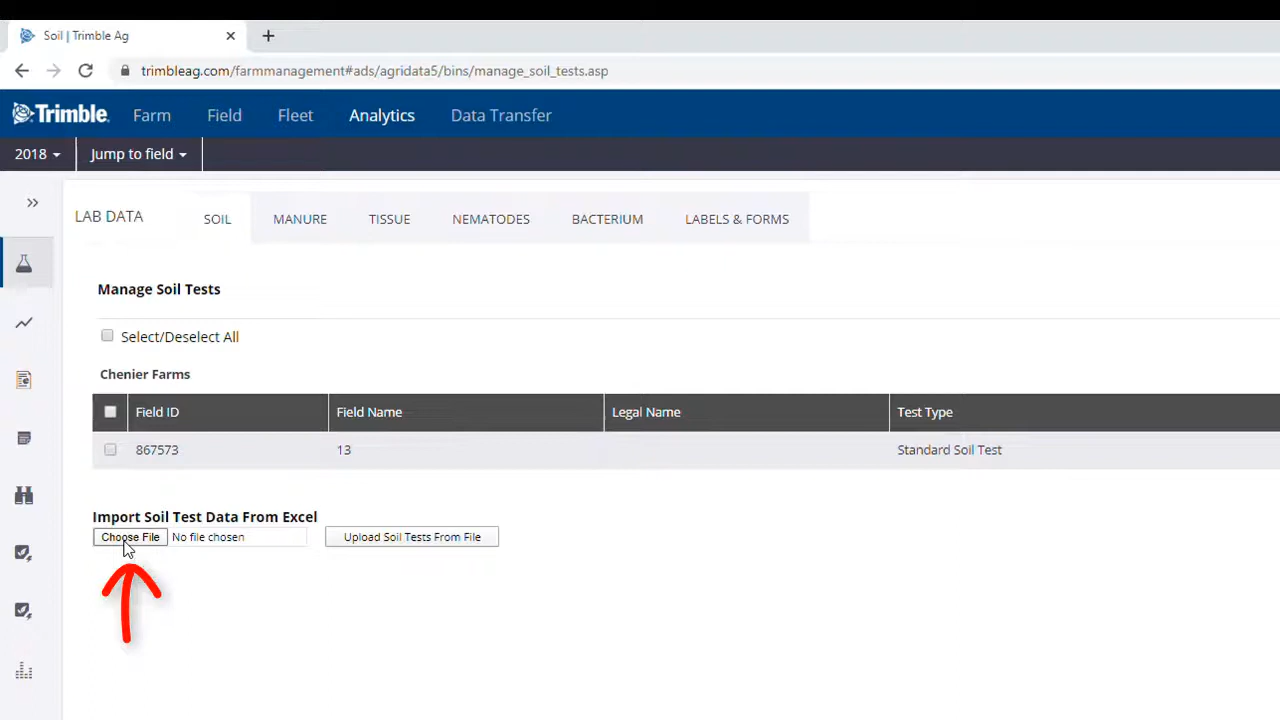 Soil | Trimble Ag
trimbleag.com/farmmanagement#ads/agridata5/bins/manage_soil_tests.asp
Trimble. Farm Field Fleet Analytics Data Transfer
2018 Jump to field
LAB DATA SOIL MANURE TISSUE NEMATODES BACTERIUM LABELS & FORMS
Manage Soil Tests
Select/Deselect All
Chenier Farms
Field ID Field Name Legal Name Test Type
867573 13 Standard Soil Test
Import Soil Test Data From Excel
Choose File No file chosen Upload Soil Tests From File